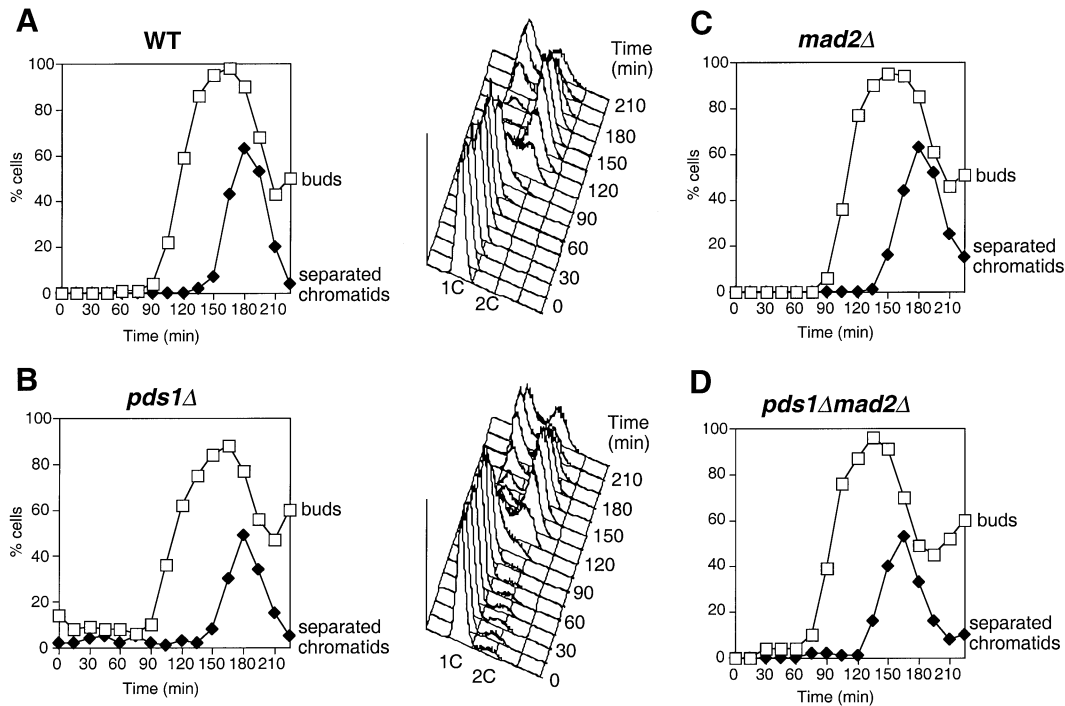 A
WT
100
80
60
40
20
0
% cells
0 30 60 90 120 150 180 210
Time (min)
buds
separated
chromatids
Time
(min)
210
180
150
120
90
60
30
0
1C
2C
C
mad2Δ
100
80
60
40
20
0
% cells
0 30 60 90 120 150 180 210
Time (min)
buds
separated
chromatids
B
pds1Δ
100
80
60
40
20
0
% cells
0 30 60 90 120 150 180 210
Time (min)
buds
separated
chromatids
Time
(min)
210
180
150
120
90
60
30
0
1C
2C
D
pds1Δmad2Δ
100
80
60
40
20
0
% cells
0 30 60 90 120 150 180 210
Time (min)
buds
separated
chromatids